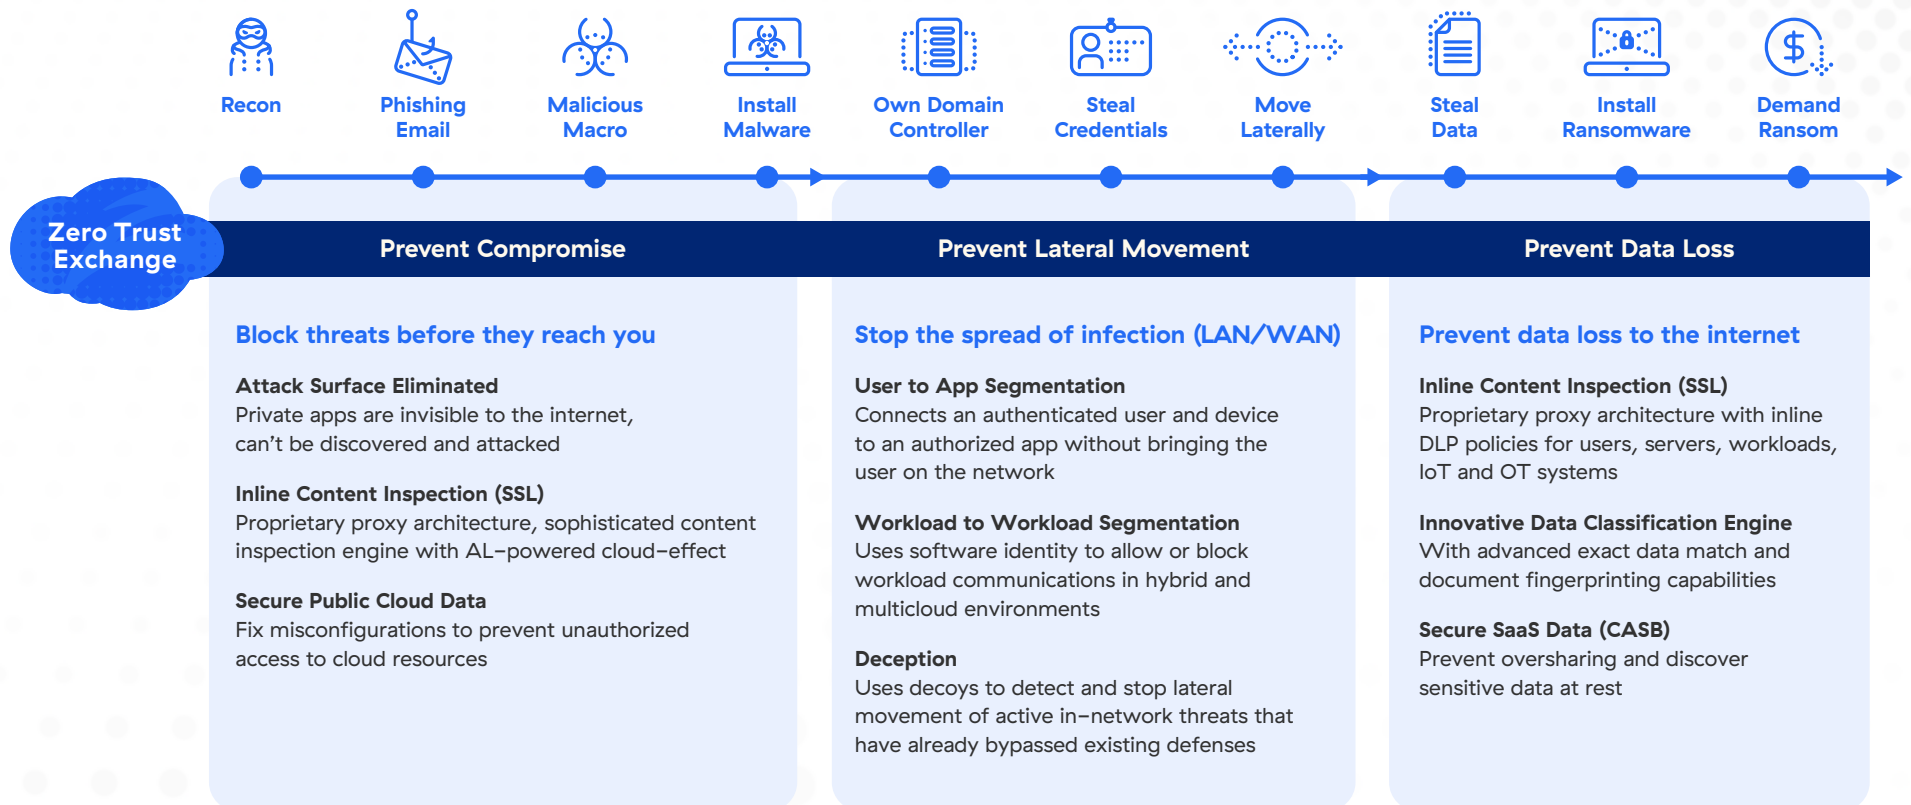 Recon
Phishing
Email
Malicious
Macro
Install
Malware
Own Domain
Controller
Steal
Credentials
Move
Laterally
Steal
Data
Install
Ransomware
Demand
Ransom
Zero Trust
Exchange
Prevent Compromise
Prevent Lateral Movement
Prevent Data Loss
Block threats before they reach you
Attack Surface Eliminated
Private apps are invisible to the internet,
can’t be discovered and attacked
Inline Content Inspection (SSL)
Proprietary proxy architecture, sophisticated content
inspection engine with AL-powered cloud-effect
Secure Public Cloud Data
Fix misconfigurations to prevent unauthorized
access to cloud resources
Stop the spread of infection (LAN/WAN)
User to App Segmentation
Connects an authenticated user and device
to an authorized app without bringing the
user on the network
Workload to Workload Segmentation
Uses software identity to allow or block
workload communications in hybrid and
multicloud environments
Deception
Uses decoys to detect and stop lateral
movement of active in-network threats that
have already bypassed existing defenses
Prevent data loss to the internet
Inline Content Inspection (SSL)
Proprietary proxy architecture with inline
DLP policies for users, servers, workloads,
IoT and OT systems
Innovative Data Classification Engine
With advanced exact data match and
document fingerprinting capabilities
Secure SaaS Data (CASB)
Prevent oversharing and discover
sensitive data at rest